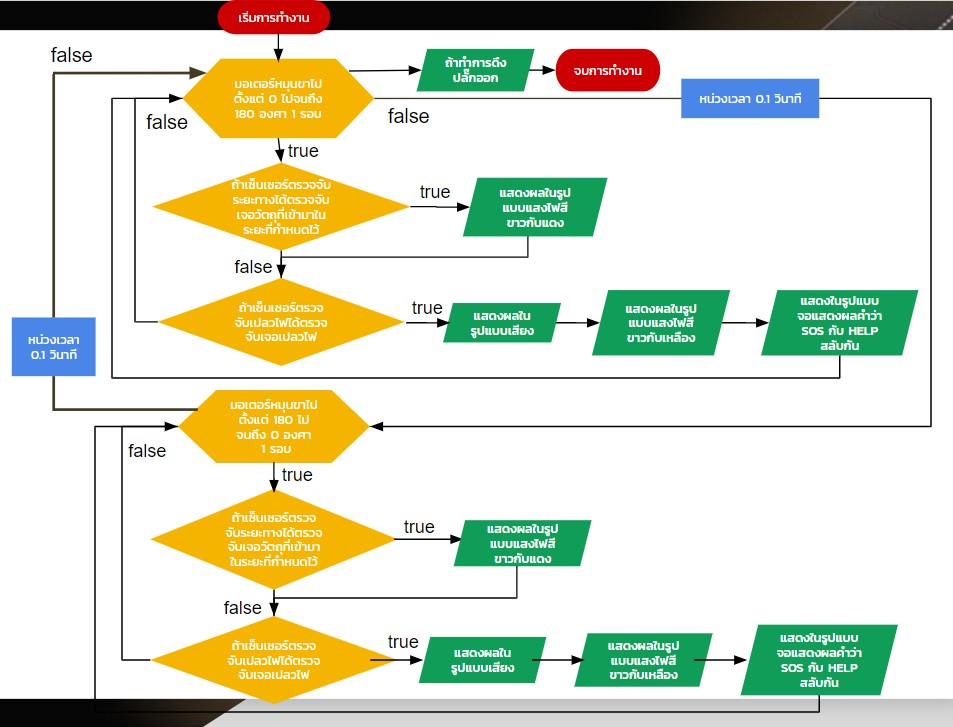 เริ่มการทำงาน
false
ถ้าทำการดึง
ปลั๊กออก
จบการทำงาน
มอเตอร์หมุนขาไป
ตั้งแต่ 0 ไปจนถึง
180 องศา 1 รอบ
false
false
หน่วงเวลา 0.1 วินาที
true
ถ้าเซ็นเซอร์ตรวจจับ
ระยะทางได้ตรวจจับ
เจอวัตถุที่เข้ามาใน
ระยะที่กำหนดไว้
true
แสดงผลในรูป
แบบแสงไฟสี
ขาวกับแดง
false
ถ้าเซ็นเซอร์ตรวจ
จับเปลวไฟได้ตรวจ
จับเจอเปลวไฟ
true
แสดงผลใน
รูปแบบเสียง
แสดงผลในรูป
แบบแสงไฟสี
ขาวกับเหลือง
แสดงในรูปแบบ
จอแสดงผลคำว่า
SOS กับ HELP
สลับกัน
หน่วงเวลา
0.1 วินาที
มอเตอร์หมุนขาไป
ตั้งแต่ 180 ไป
จนถึง 0 องศา
1 รอบ
false
true
ถ้าเซ็นเซอร์ตรวจ
จับระยะทางได้ตรวจ
จับเจอวัตถุที่เข้ามา
ในระยะที่กำหนดไว้
true
แสดงผลในรูป
แบบแสงไฟสี
ขาวกับแดง
false
ถ้าเซ็นเซอร์ตรวจ
จับเปลวไฟได้ตรวจ
จับเจอเปลวไฟ
true
แสดงผลใน
รูปแบบเสียง
แสดงผลในรูป
แบบแสงไฟสี
ขาวกับเหลือง
แสดงในรูปแบบ
จอแสดงผลคำว่า
SOS กับ HELP
สลับกัน